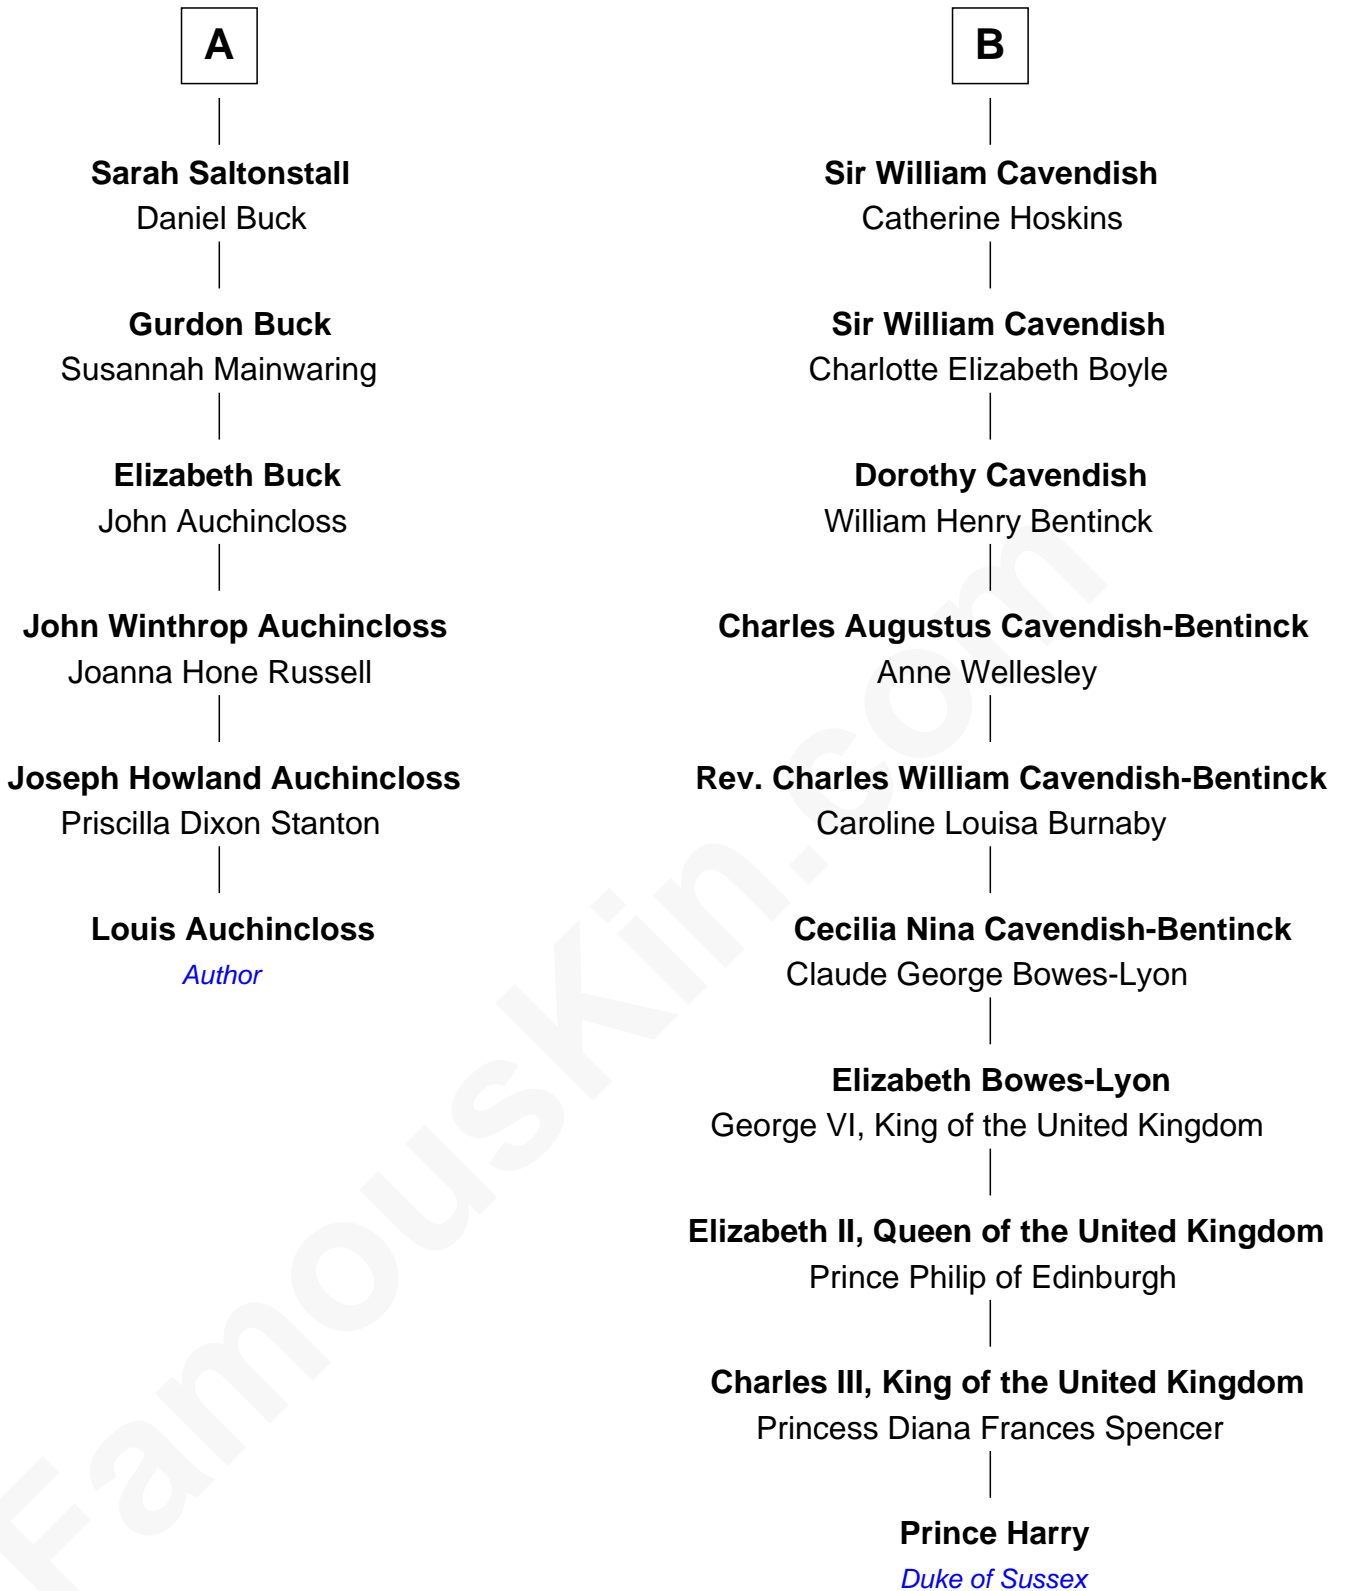 A
Sarah Saltonstall
Daniel Buck
Gurdon Buck
Susannah Mainwaring
Elizabeth Buck
John Auchincloss
John Winthrop Auchincloss
Joanna Hone Russell
Joseph Howland Auchincloss
Priscilla Dixon Stanton
Louis Auchincloss
Author
B
Sir William Cavendish
Catherine Hoskins
Sir William Cavendish
Charlotte Elizabeth Boyle
Dorothy Cavendish
William Henry Bentinck
Charles Augustus Cavendish-Bentinck
Anne Wellesley
Rev. Charles William Cavendish-Bentinck
Caroline Louisa Burnaby
Cecilia Nina Cavendish-Bentinck
Claude George Bowes-Lyon
Elizabeth Bowes-Lyon
George VI, King of the United Kingdom
Elizabeth II, Queen of the United Kingdom
Prince Philip of Edinburgh
Charles III, King of the United Kingdom
Princess Diana Frances Spencer
Prince Harry
Duke of Sussex
FamousKin.com